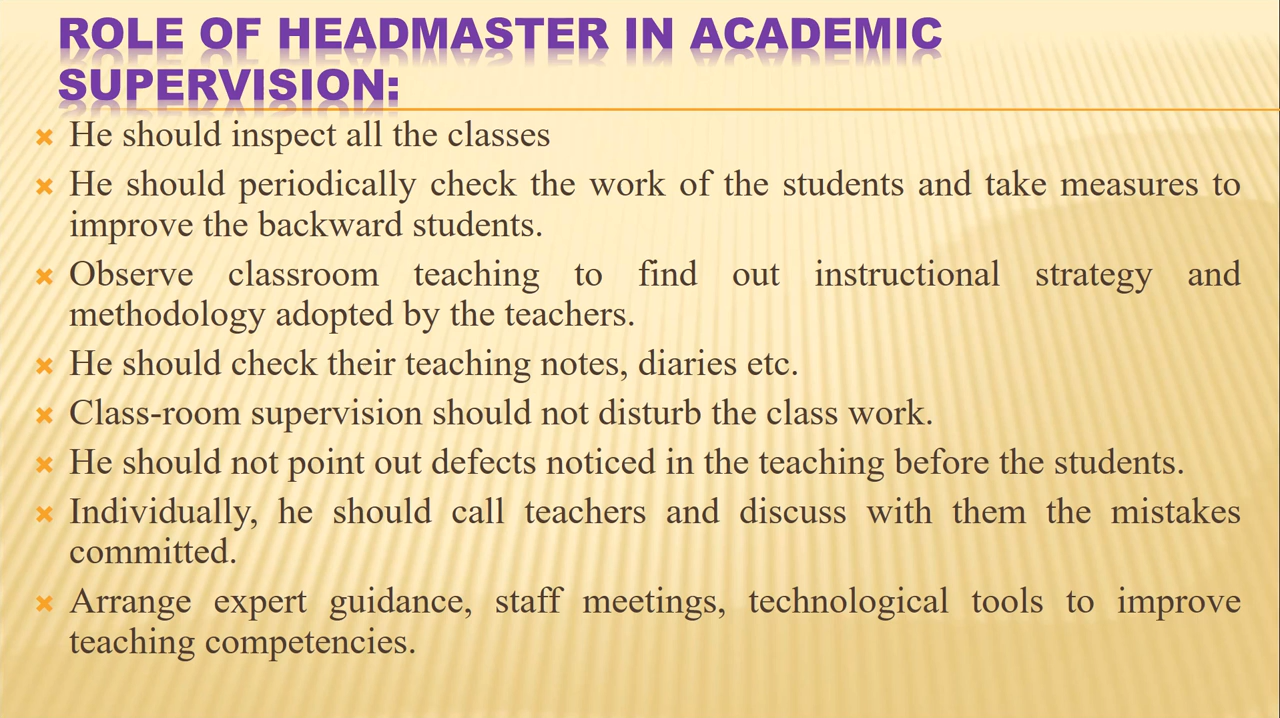 ROLE OF HEADMASTER IN ACADEMIC
SUPERVISION:
He should inspect all the classes
He should periodically check the work of the students and take measures to
improve the backward students.
Observe classroom teaching to find out instructional strategy and
methodology adopted by the teachers.
He should check their teaching notes, diaries etc.
Class-room supervision should not disturb the class work.
He should not point out defects noticed in the teaching before the students.
Individually, he should call teachers and discuss with them the mistakes
committed.
Arrange expert guidance, staff meetings, technological tools to improve
teaching competencies.